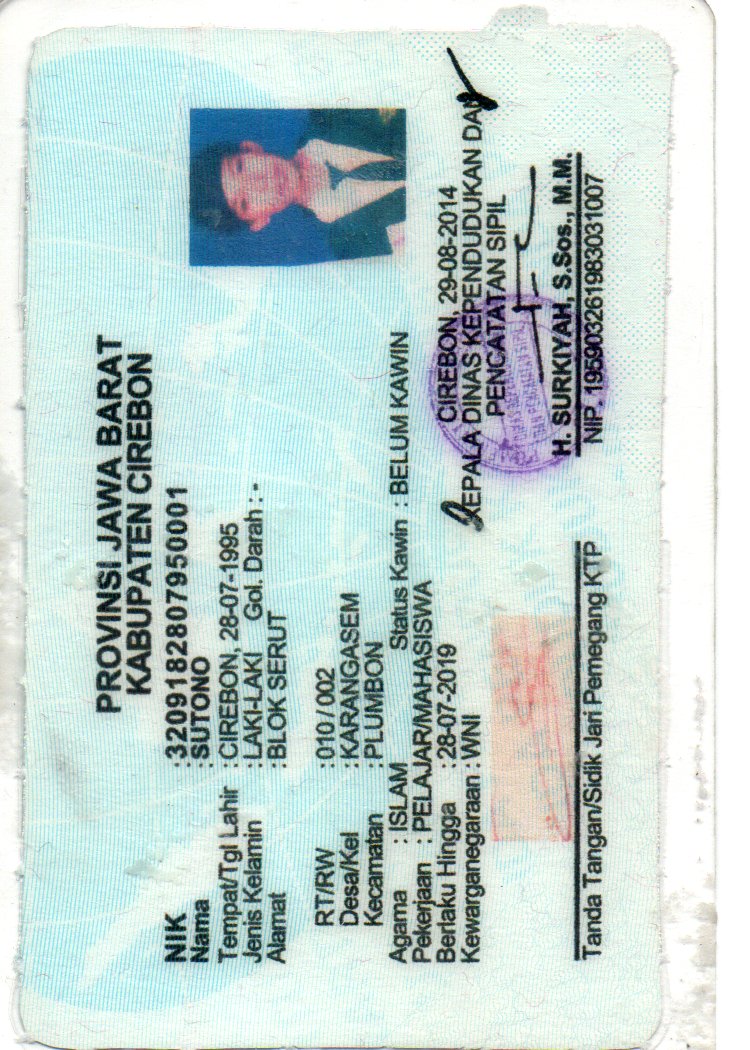 PROVINSI JAWA BARAT
KABUPATEN CIREBON
NIK : 3209182807950001
Nama : SUTONO
Tempat/Tgl Lahir : CIREBON, 28-07-1995
Jenis Kelamin : LAKI-LAKI Gol. Darah : -
Alamat : BLOK SERUT
RT/RW : 010 / 002
Desa/Kel : KARANGASEM
Kecamatan : PLUMBON
Agama : ISLAM Status Kawin : BELUM KAWIN
Pekerjaan : PELAJAR/MAHASISWA
Berlaku Hingga : 28-07-2019
Kewarganegaraan : WNI
CIREBON, 29-08-2014
KEPALA DINAS KEPENDUDUKAN DAN
PENCATATAN SIPIL
H. SURKIYAH, S.Sos., M.M.
NIP. 195903261983031007
Tanda Tangan/Sidik Jari Pemegang KTP